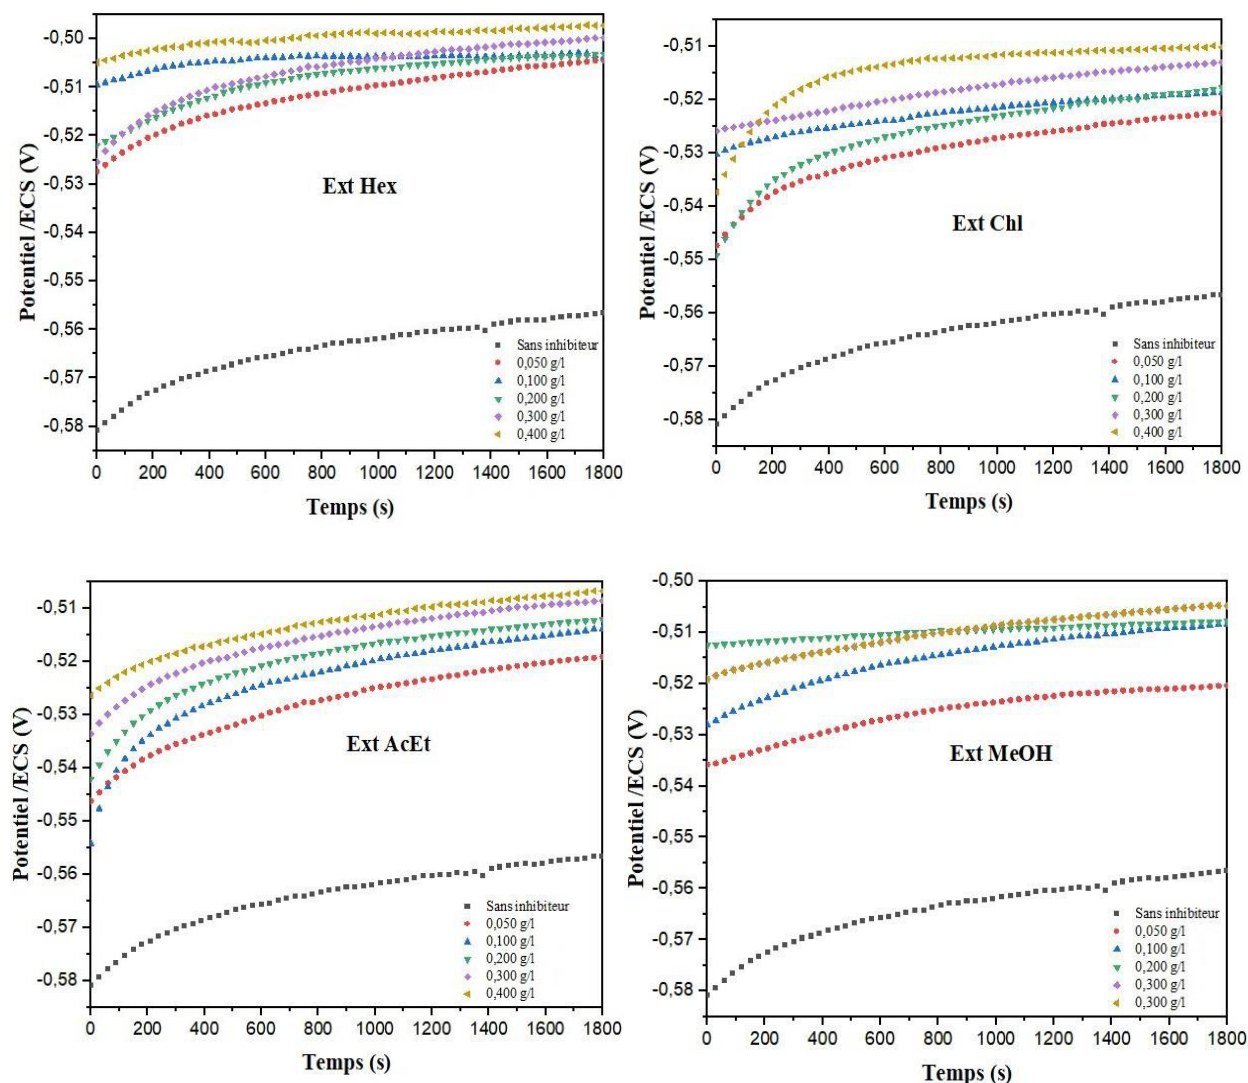 -0,50
-0,51
-0,52
-0,53
-0,54
-0,55
-0,56
-0,57
-0,58
Potentiel /ECS (V)
Ext Hex
Sans inhibiteur
0,050 g/l
0,100 g/l
0,200 g/l
0,300 g/l
0,400 g/l
0 200 400 600 800 1000 1200 1400 1600 1800
Temps (s)
-0,51
-0,52
-0,53
-0,54
-0,55
-0,56
-0,57
-0,58
Potentiel /ECS (V)
Ext Chl
Sans inhibiteur
0,050 g/l
0,100 g/l
0,200 g/l
0,300 g/l
0,400 g/l
0 200 400 600 800 1000 1200 1400 1600 1800
Temps (s)
-0,51
-0,52
-0,53
-0,54
-0,55
-0,56
-0,57
-0,58
Potentiel /ECS (V)
Ext AcEt
Sans inhibiteur
0,050 g/l
0,100 g/l
0,200 g/l
0,300 g/l
0,400 g/l
0 200 400 600 800 1000 1200 1400 1600 1800
Temps (s)
-0,50
-0,51
-0,52
-0,53
-0,54
-0,55
-0,56
-0,57
-0,58
Potentiel /ECS (V)
Ext MeOH
Sans inhibiteur
0,050 g/l
0,100 g/l
0,200 g/l
0,300 g/l
0,300 g/l
0 200 400 600 800 1000 1200 1400 1600 1800
Temps (s)